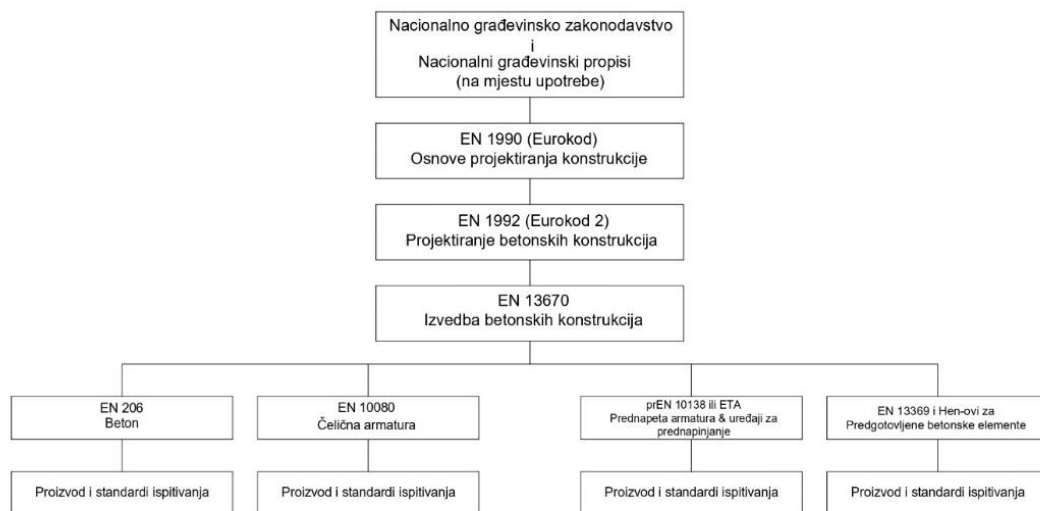 Nacionalno građevinsko zakonodavstvo
i
Nacionalni građevinski propisi
(na mjestu upotrebe)
EN 1990 (Eurokod)
Osnove projektiranja konstrukcije
EN 1992 (Eurokod 2)
Projektiranje betonskih konstrukcija
EN 13670
Izvedba betonskih konstrukcija
EN 206
Beton
EN 10080
Čelična armatura
prEN 10138 ili ETA
Prednapeta armatura & uređaji za
prednapinjanje
EN 13369 i Hen-ovi za
Predgotovljene betonske elemente
Proizvod i standardi ispitivanja
Proizvod i standardi ispitivanja
Proizvod i standardi ispitivanja
Proizvod i standardi ispitivanja